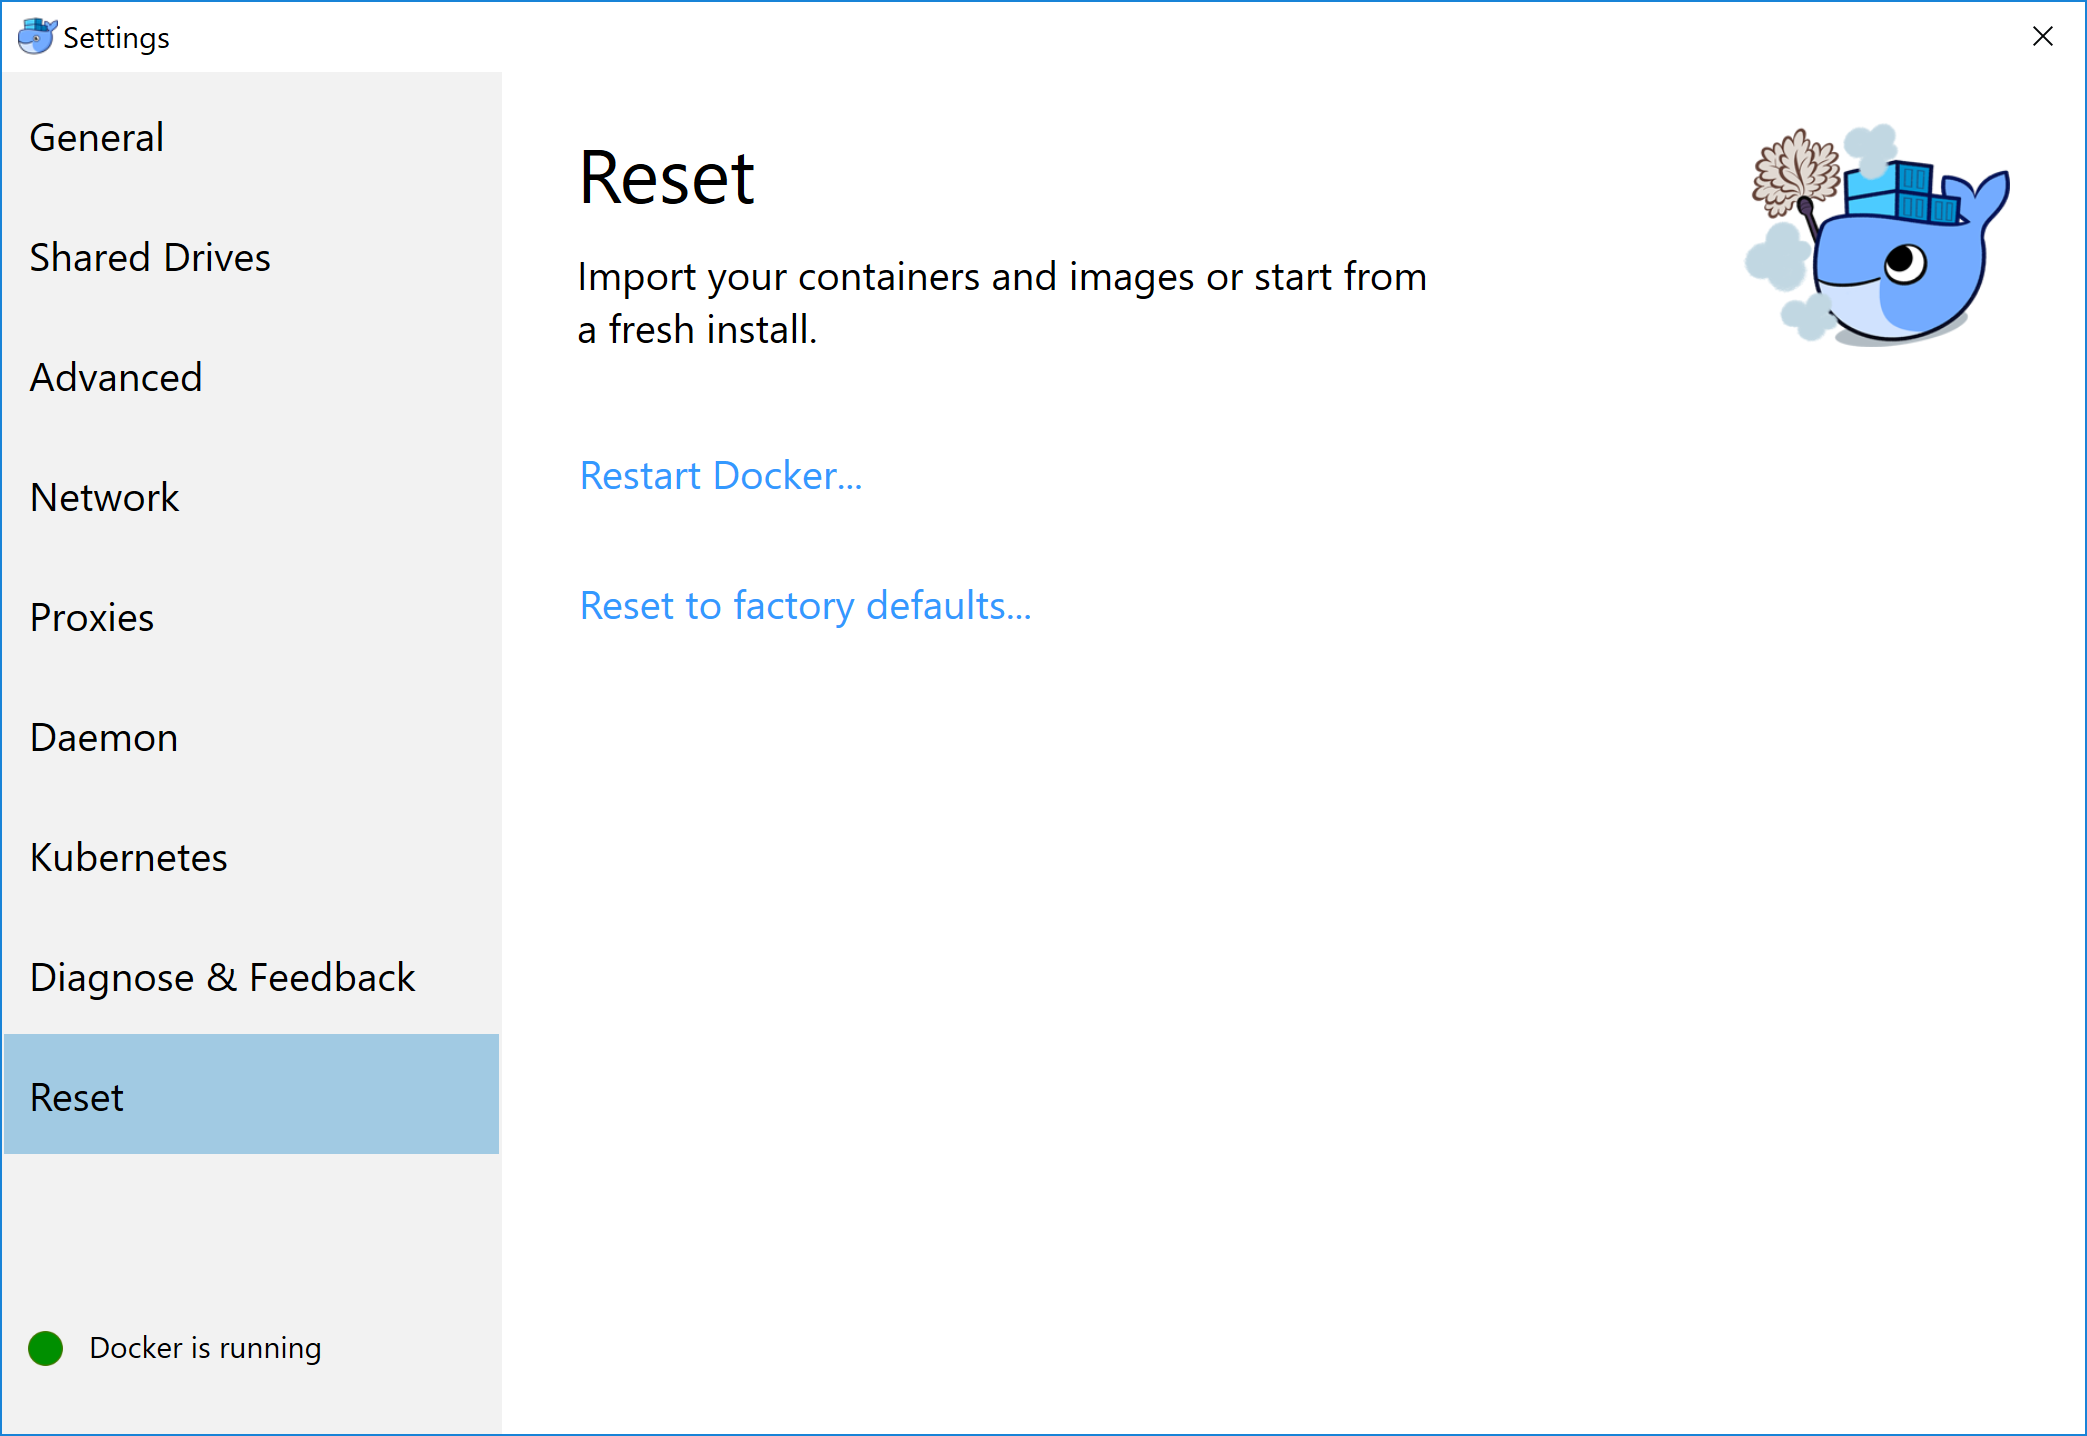 Settings
General
Shared Drives
Advanced
Network
Proxies
Daemon
Kubernetes
Diagnose & Feedback
Reset
Docker is running
Reset
Import your containers and images or start from
a fresh install.
Restart Docker...
Reset to factory defaults...